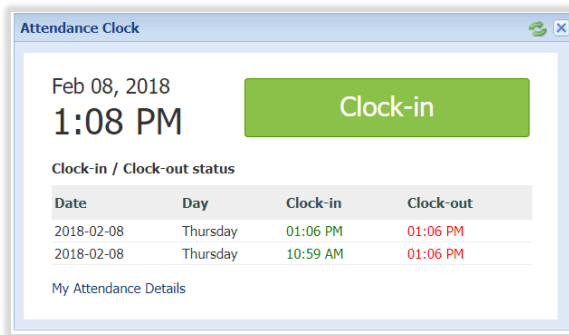 Attendance Clock
Feb 08, 2018
1:08 PM
Clock-in
Clock-in / Clock-out status
Date Day Clock-in Clock-out
2018-02-08 Thursday 01:06 PM 01:06 PM
2018-02-08 Thursday 10:59 AM 01:06 PM
My Attendance Details